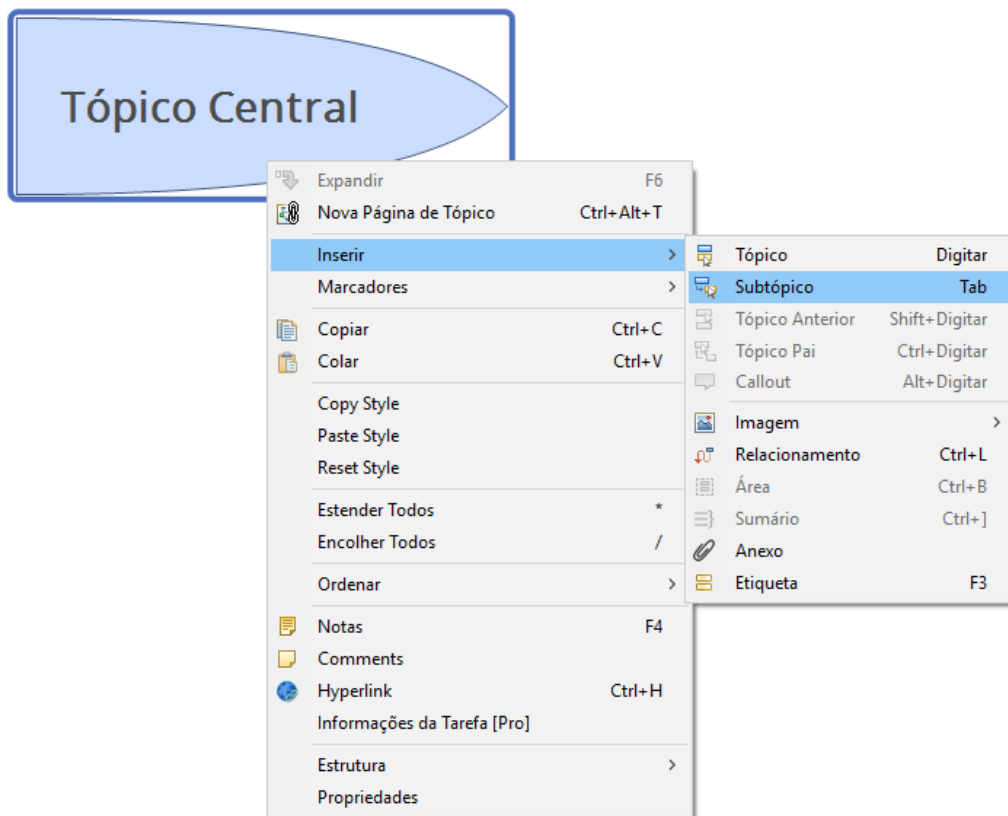 Tópico Central
Expandir F6
Nova Página de Tópico Ctrl+Alt+T
Inserir >
Marcadores >
Copiar Ctrl+C
Colar Ctrl+V
Copy Style
Paste Style
Reset Style
Estender Todos *
Encolher Todos /
Ordenar >
Notas F4
Comments
Hyperlink Ctrl+H
Informações da Tarefa [Pro]
Estrutura >
Propriedades
Tópico Digitar
Subtópico Tab
Tópico Anterior Shift+Digitar
Tópico Pai Ctrl+Digitar
Callout Alt+Digitar
Imagem >
Relacionamento Ctrl+L
Área Ctrl+B
Sumário Ctrl+]
Anexo
Etiqueta F3